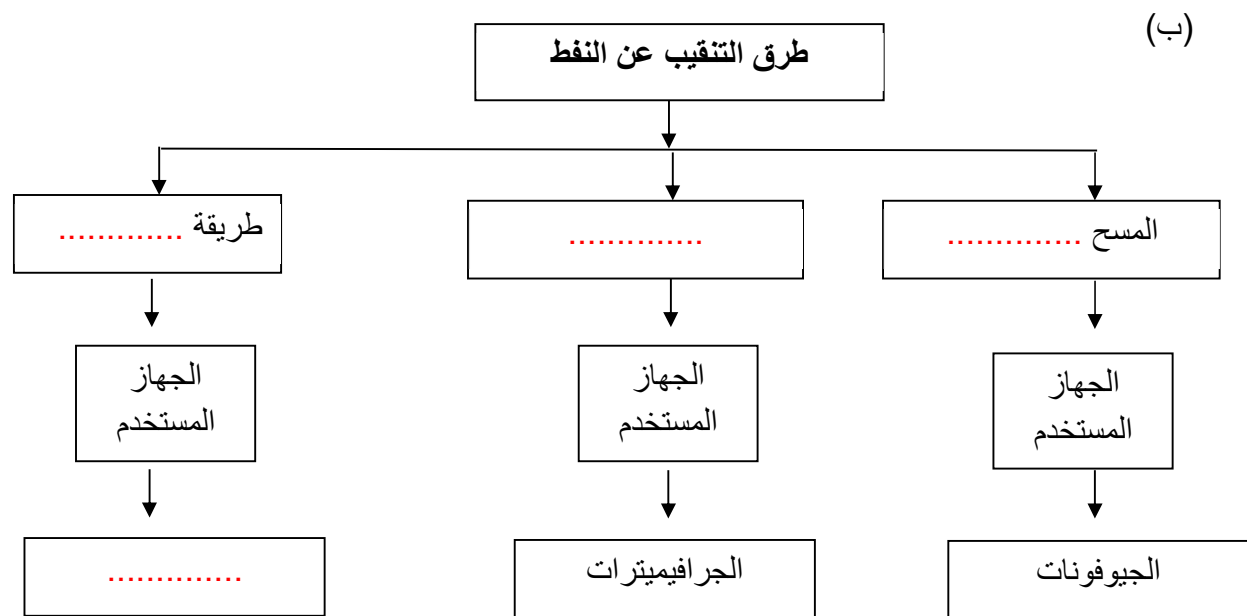 (ب)
طرق التنقيب عن النفط
المسح ..............
..............
طريقة .............
الجهاز
المستخدم
الجهاز
المستخدم
الجهاز
المستخدم
الجيوفونات
الجرافيميترات
..............